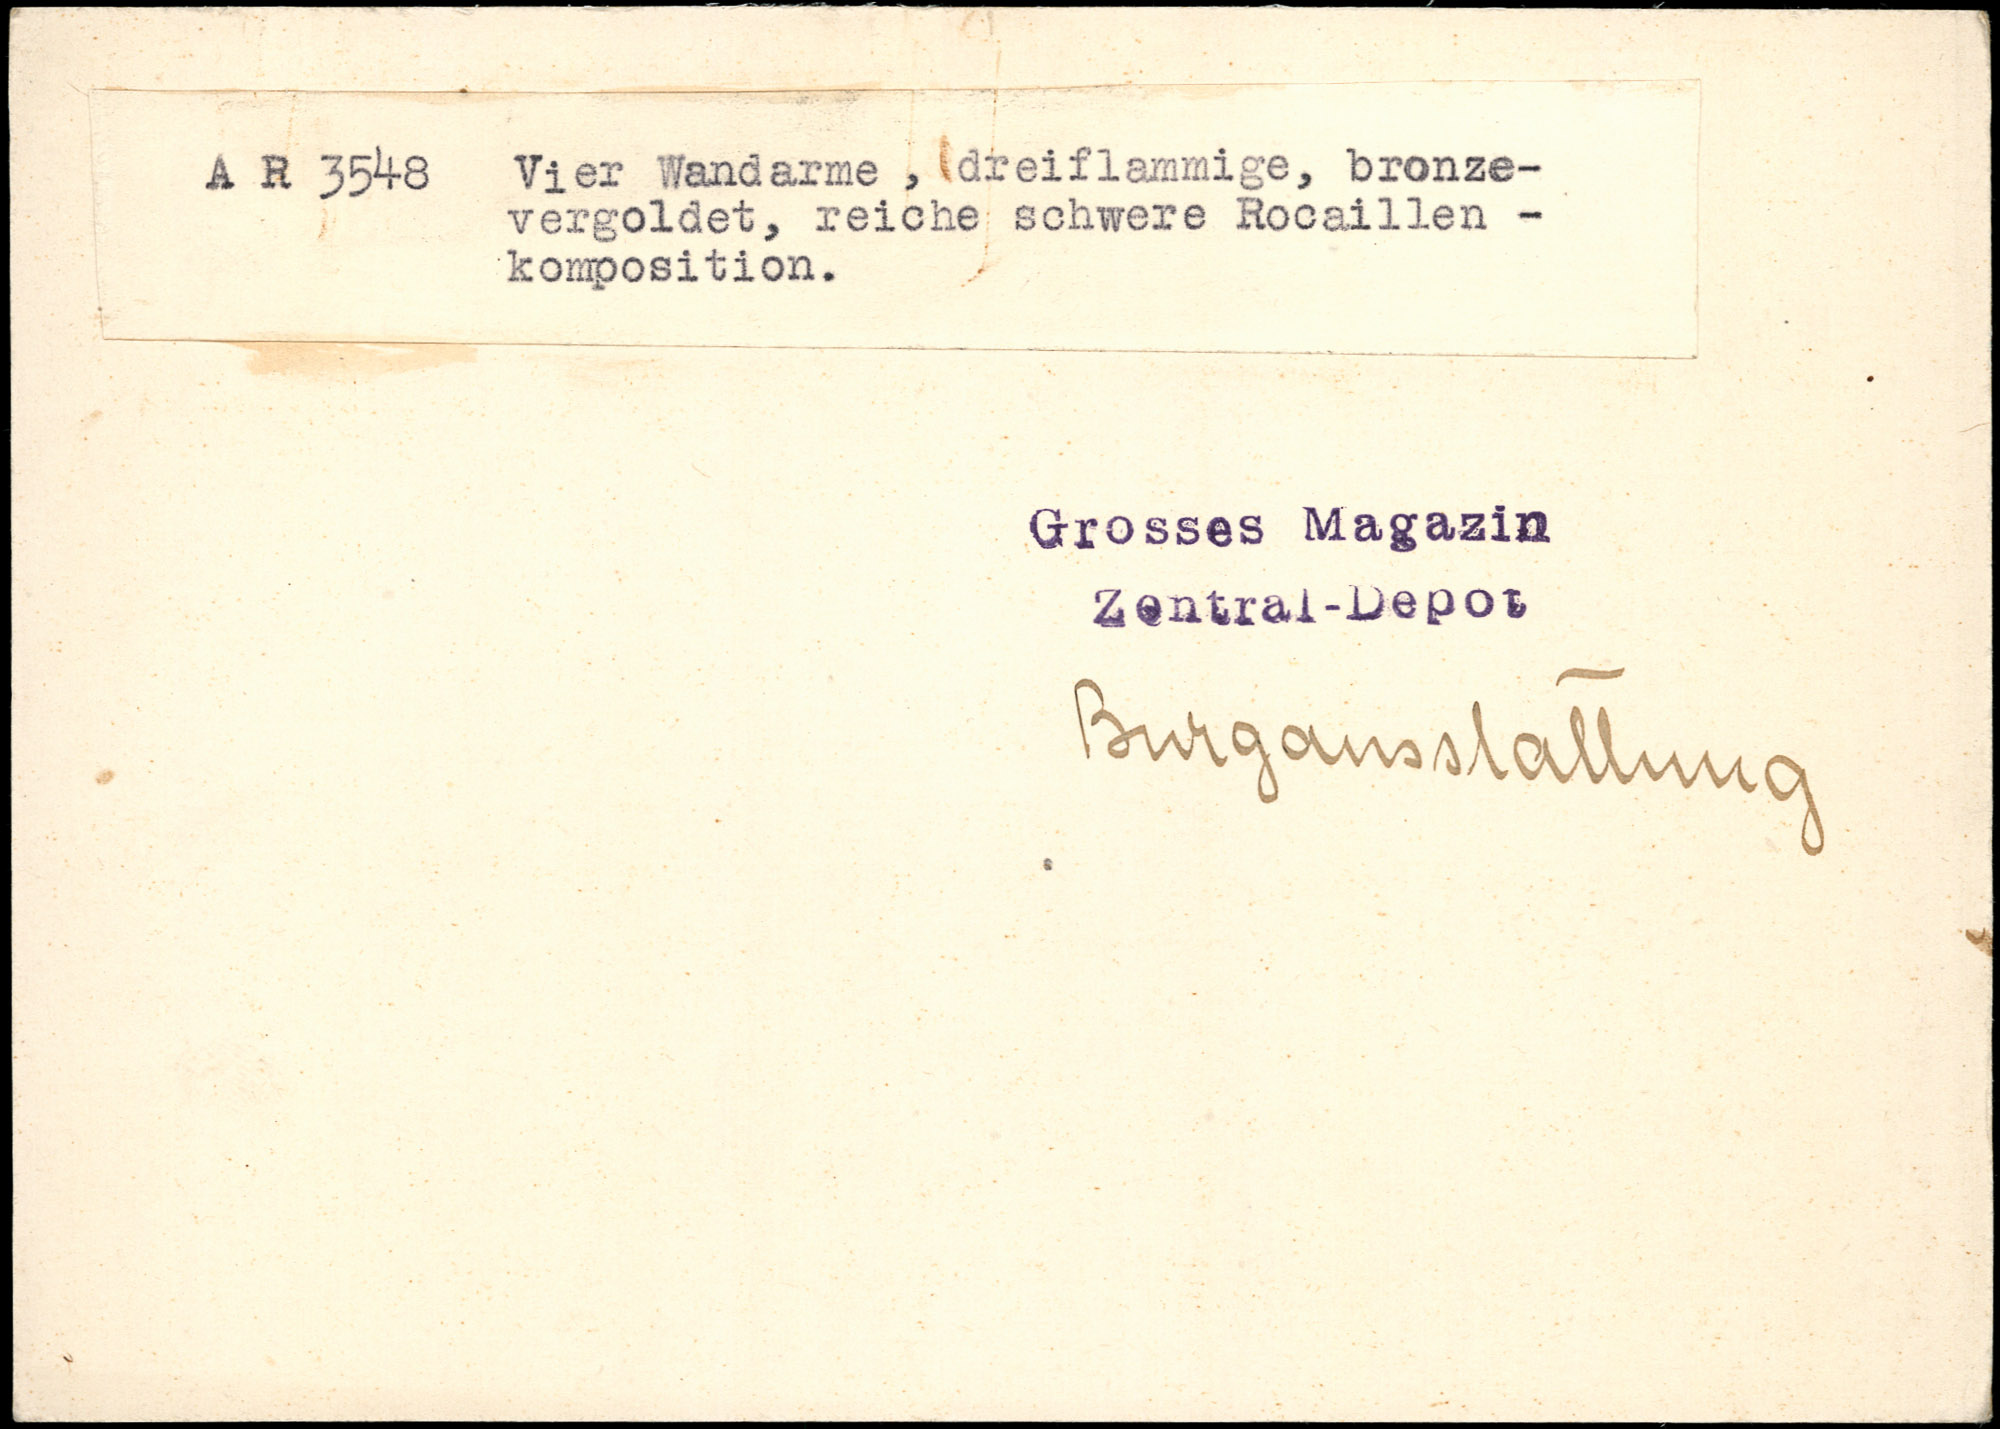 A R 3548 Vier Wandarme , dreiflammige, bronze-
vergoldet, reiche schwere Rocaillen -
komposition.
Grosses Magazin
Zentral-Depot
Burgausstattung